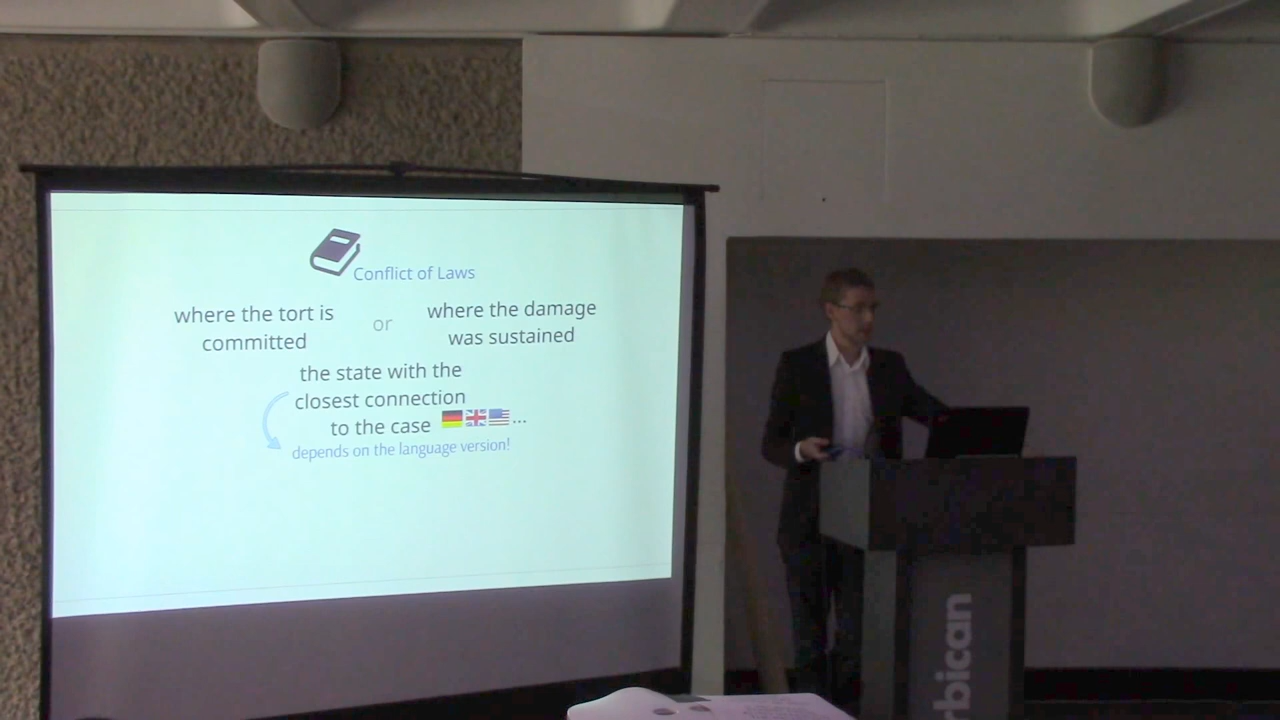 Conflict of Laws
where the tort is
committed
or
where the damage
was sustained
the state with the
closest connection
to the case ...
depends on the language version!
rbican